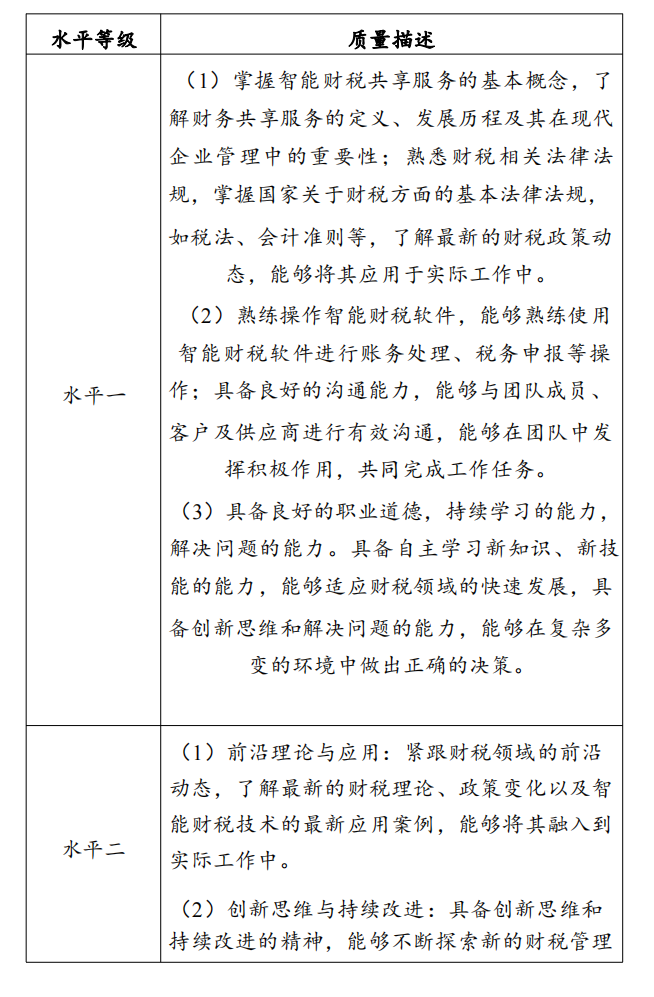 水平等级
质量描述
（1）掌握智能财税共享服务的基本概念，了
解财务共享服务的定义、发展历程及其在现代
企业管理中的重要性；熟悉财税相关法律法
规，掌握国家关于财税方面的基本法律法规，
如税法、会计准则等，了解最新的财税政策动
态，能够将其应用于实际工作中。
（2）熟练操作智能财税软件，能够熟练使用
智能财税软件进行账务处理、税务申报等操
作；具备良好的沟通能力，能够与团队成员、
客户及供应商进行有效沟通，能够在团队中发
挥积极作用，共同完成工作任务。
（3）具备良好的职业道德，持续学习的能力，
解决问题的能力。具备自主学习新知识、新技
能的能力，能够适应财税领域的快速发展，具
备创新思维和解决问题的能力，能够在复杂多
变的环境中做出正确的决策。
水平一
（1）前沿理论与应用：紧跟财税领域的前沿
动态，了解最新的财税理论、政策变化以及智
能财税技术的最新应用案例，能够将其融入到
实际工作中。
（2）创新思维与持续改进：具备创新思维和
持续改进的精神，能够不断探索新的财税管理
水平二